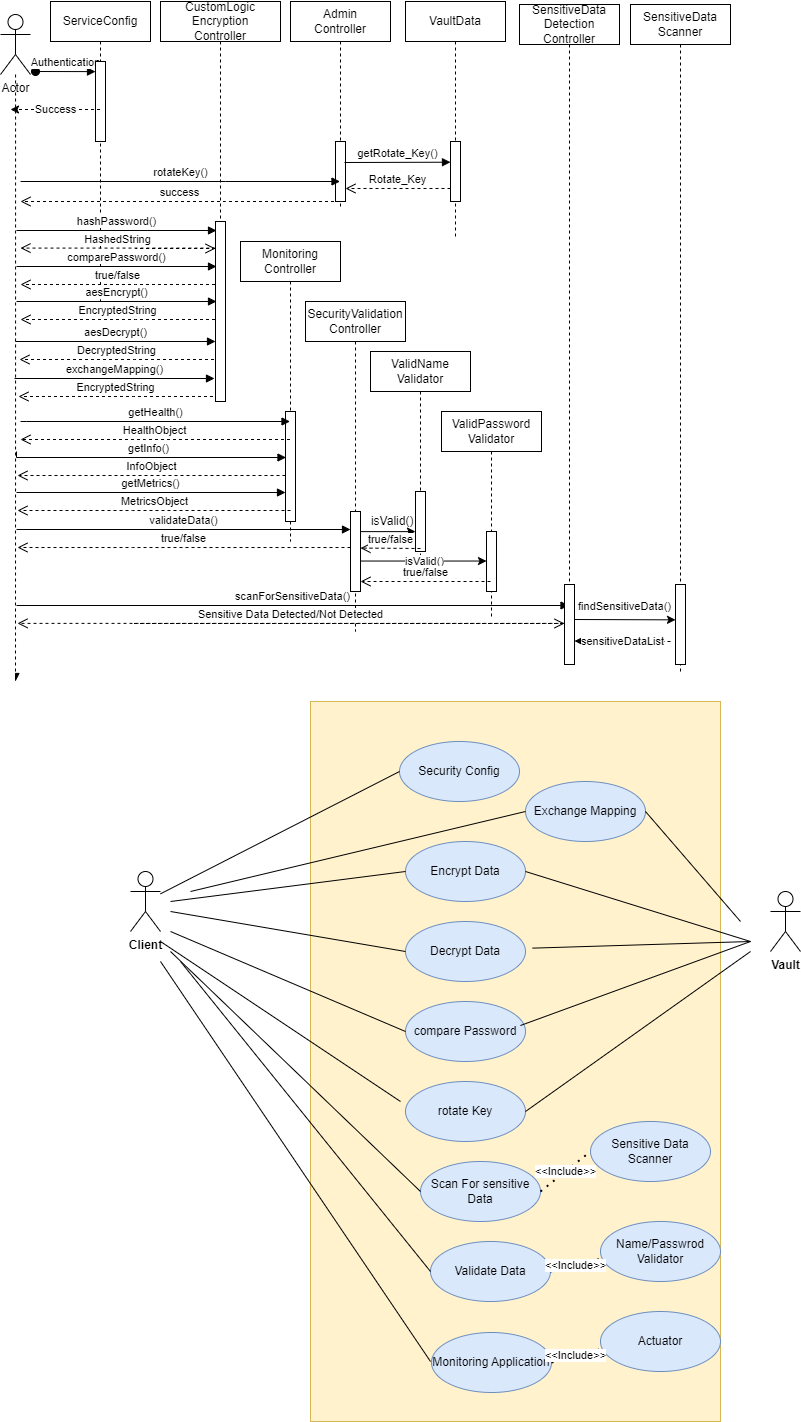 ServiceConfig
CustomLogic
Encryption
Controller
Admin
Controller
VaultData
SensitiveData
Detection
Controller
SensitiveData
Scanner
Actor
Authentication
Success
getRotate_Key()
rotateKey()
Rotate_Key
success
hashPassword()
HashedString
comparePassword()
true/false
aesEncrypt()
EncryptedString
aesDecrypt()
DecryptedString
exchangeMapping()
EncryptedString
Monitoring
Controller
SecurityValidation
Controller
ValidName
Validator
ValidPassword
Validator
getHealth()
HealthObject
getInfo()
InfoObject
getMetrics()
MetricsObject
validateData()
isValid()
true/false
true/false
isValid()
true/false
scanForSensitiveData()
findSensitiveData()
Sensitive Data Detected/Not Detected
sensitiveDataList
Security Config
Exchange Mapping
Encrypt Data
Client
Decrypt Data
Vault
compare Password
rotate Key
Sensitive Data
Scanner
<<Include>>
Scan For sensitive
Data
Name/Passwrod
Validator
<<Include>>
Validate Data
Actuator
<<Include>>
Monitoring Application